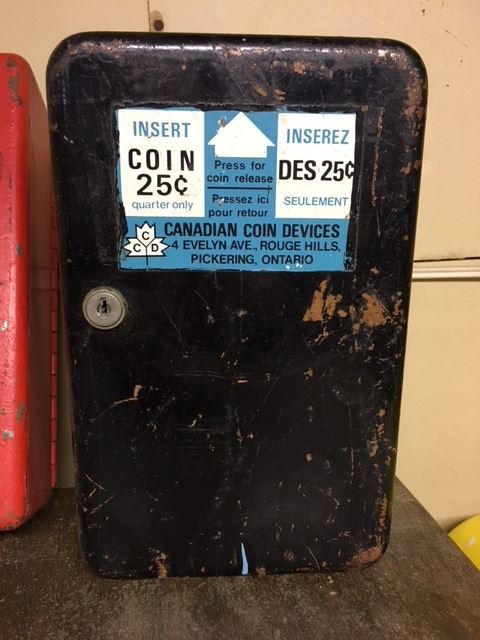 INSERT
COIN
25¢
quarter only
Press for
coin release
Pressez ici
pour retour
INSEREZ
DES 25¢
SEULEMENT
C
C D
CANADIAN COIN DEVICES
4 EVELYN AVE., ROUGE HILLS,
PICKERING, ONTARIO